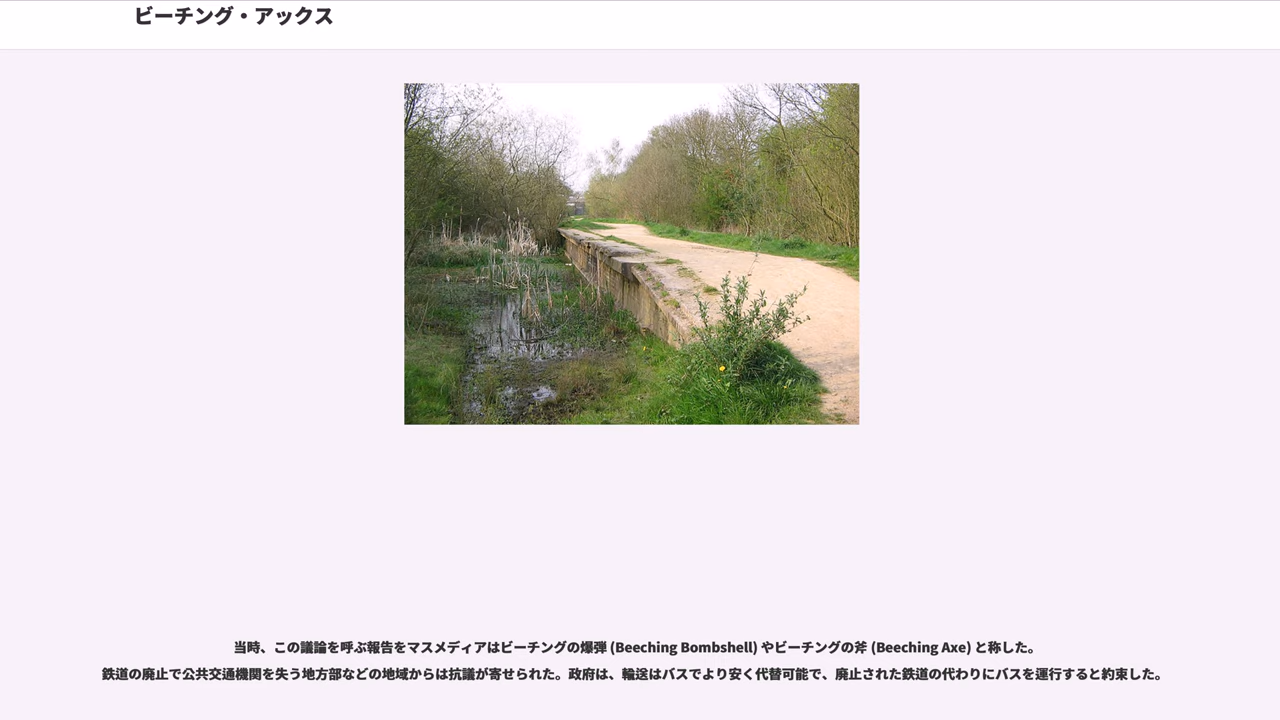 ビーチング・アックス
当時、この議論を呼ぶ報告をマスメディアはビーチングの爆弾 (Beeching Bombshell) やビーチングの斧 (Beeching Axe) と称した。
鉄道の廃止で公共交通機関を失う地方部などの地域からは抗議が寄せられた。政府は、輸送はバスでより安く代替可能で、廃止された鉄道の代わりにバスを運行すると約束した。